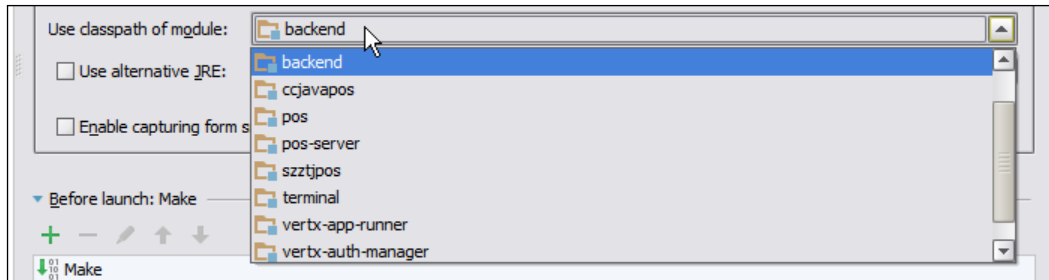 Use classpath of module: backend
backend
Use alternative JRE:
ccjavapos
pos
Enable capturing form s
pos-server
szztjpos
terminal
Before launch: Make
vertx-app-runner
vertx-auth-manager
Make